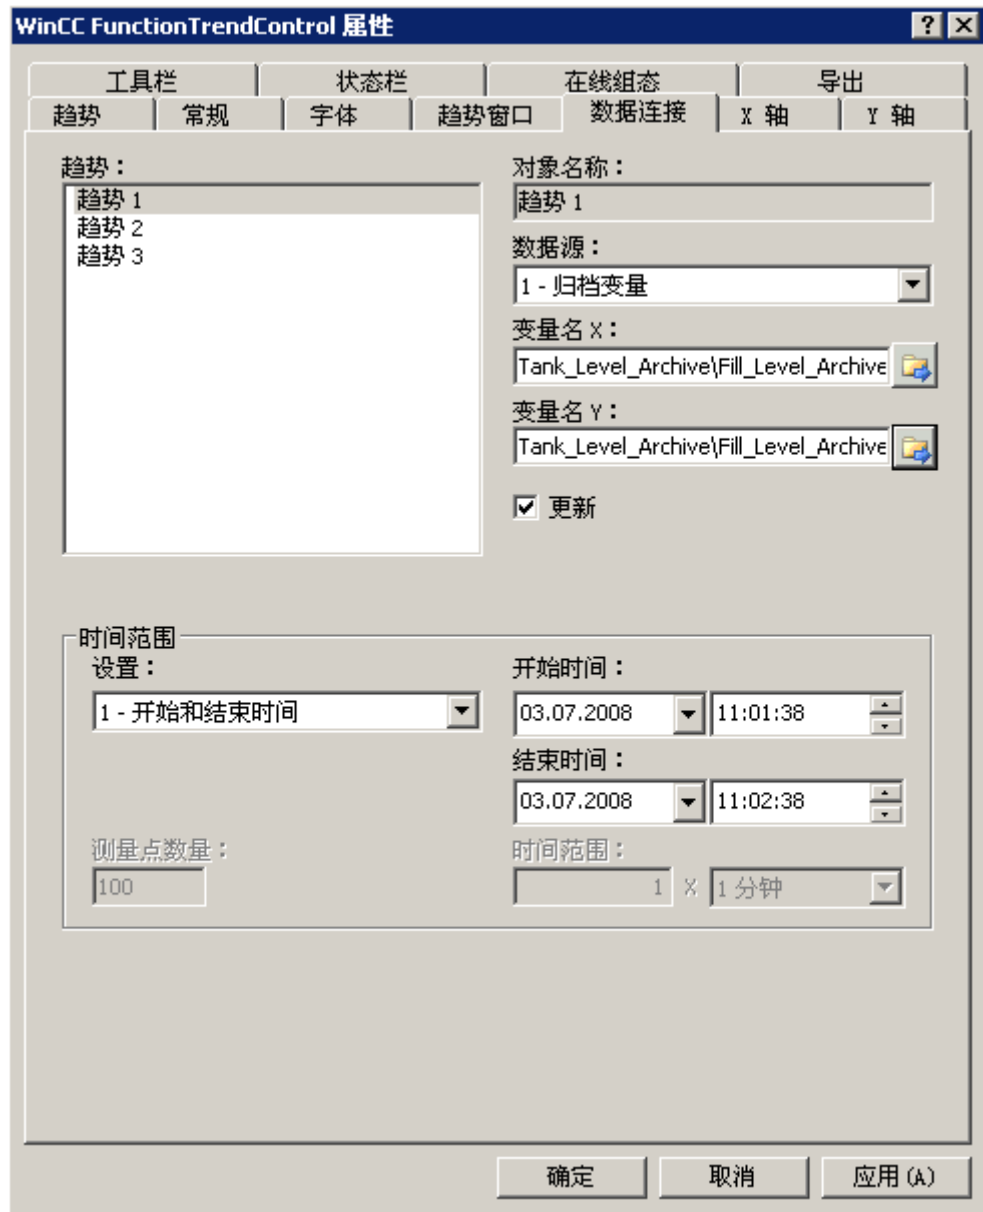 WinCC FunctionTrendControl 属性
工具栏 状态栏 在线组态 导出
趋势 常规 字体 趋势窗口 数据连接 X 轴 Y 轴
趋势：
趋势 1
趋势 2
趋势 3
对象名称：
趋势 1
数据源：
1 - 归档变量
变量名 X：
Tank_Level_Archive\Fill_Level_Archive
变量名 Y：
Tank_Level_Archive\Fill_Level_Archive
更新
时间范围
设置：
1 - 开始和结束时间
开始时间：
03.07.2008 11:01:38
结束时间：
03.07.2008 11:02:38
测量点数量：
100
时间范围：
1 X 1 分钟
确定 取消 应用(A)